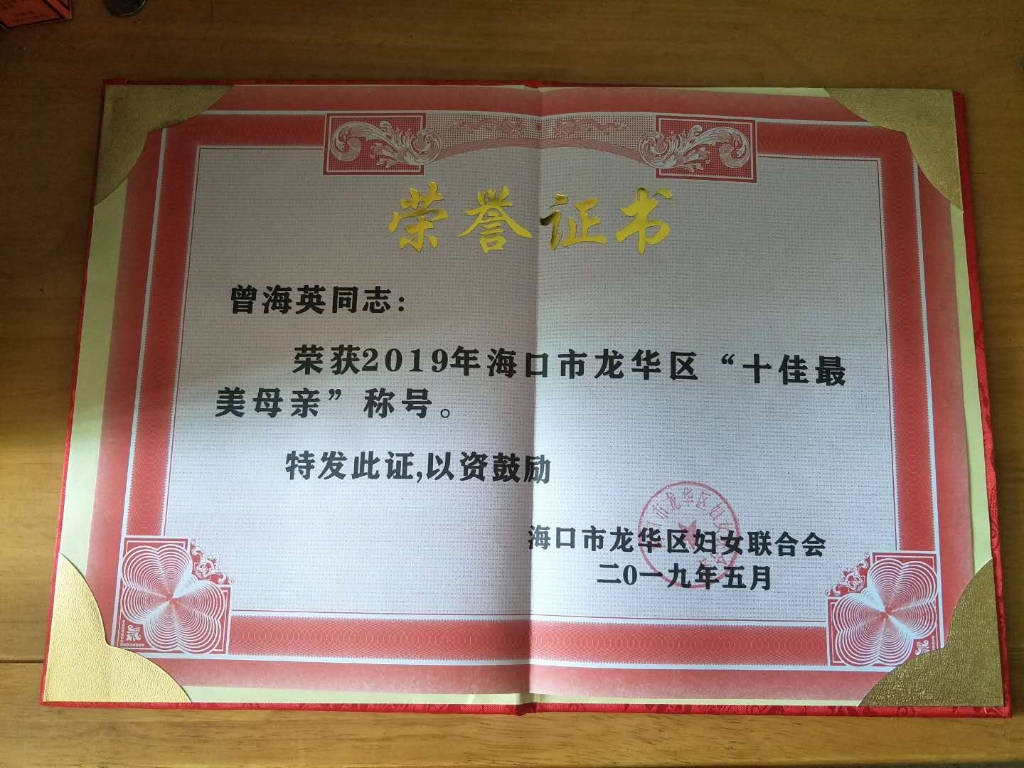 荣誉证书
曾海英同志：
荣获2019年海口市龙华区“十佳最
美母亲”称号。
特发此证,以资鼓励
海口市龙华区妇女联合会
二0一九年五月